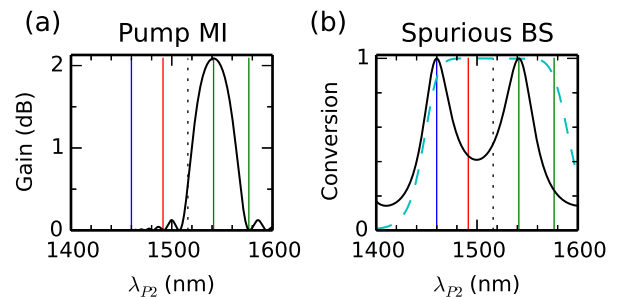 (a) Pump MI
Gain (dB)
2
1
0
1400 1500 1600
λP2 (nm)
(b) Spurious BS
Conversion
1
0
1400 1500 1600
λP2 (nm)